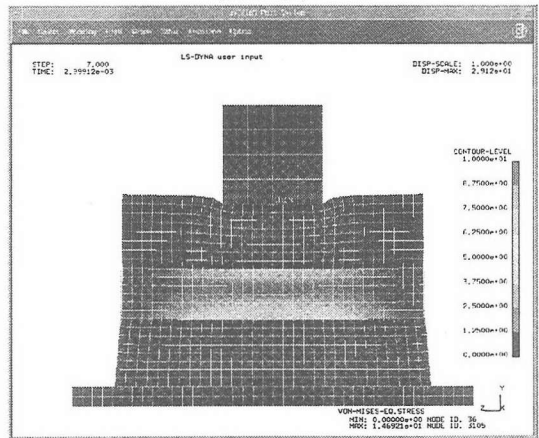 LS-DYNA user input
STEP: 7.000
TIME: 2.99912e-03
DISP-SCALE: 1.000e+00
DISP-MAX: 2.912e+01
CONTOUR-LEVEL
1.0000e+01
8.7500e+00
7.5000e+00
6.2500e+00
5.0000e+00
3.7500e+00
2.5000e+00
1.2500e+00
0.0000e+00
Y
Z X
VON-MISES-EQ.STRESS
MIN: 0.00000e+00 NODE ID. 36
MAX: 1.46921e+01 NODE ID. 3105